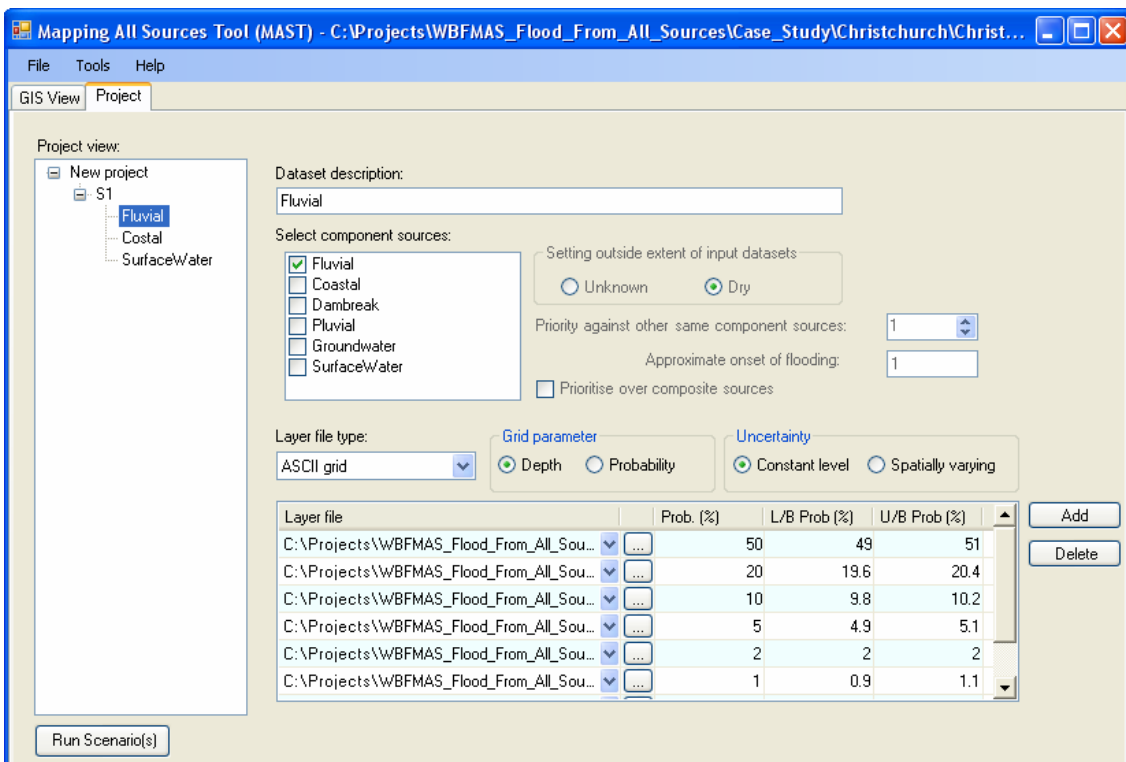 Mapping All Sources Tool (MAST) - C:\Projects\WBFMAS_Flood_From_All_Sources\Case_Study\Christchurch\Christ...
File Tools Help
GIS View Project
Project view:
New project
S1
Fluvial
Costal
SurfaceWater
Run Scenario(s)
Dataset description:
Fluvial
Select component sources:
Fluvial
Coastal
Dambreak
Pluvial
Groundwater
SurfaceWater
Setting outside extent of input datasets
Unknown Dry
Priority against other same component sources: 1
Approximate onset of flooding: 1
Prioritise over composite sources
Layer file type:
ASCII grid
Grid parameter
Depth Probability
Uncertainty
Constant level Spatially varying
Layer file Prob. (%) L/B Prob (%) U/B Prob (%)
C:\Projects\WBFMAS_Flood_From_All_Sou... ... 50 49 51
C:\Projects\WBFMAS_Flood_From_All_Sou... ... 20 19.6 20.4
C:\Projects\WBFMAS_Flood_From_All_Sou... ... 10 9.8 10.2
C:\Projects\WBFMAS_Flood_From_All_Sou... ... 5 4.9 5.1
C:\Projects\WBFMAS_Flood_From_All_Sou... ... 2 2 2
C:\Projects\WBFMAS_Flood_From_All_Sou... ... 1 0.9 1.1
Add
Delete